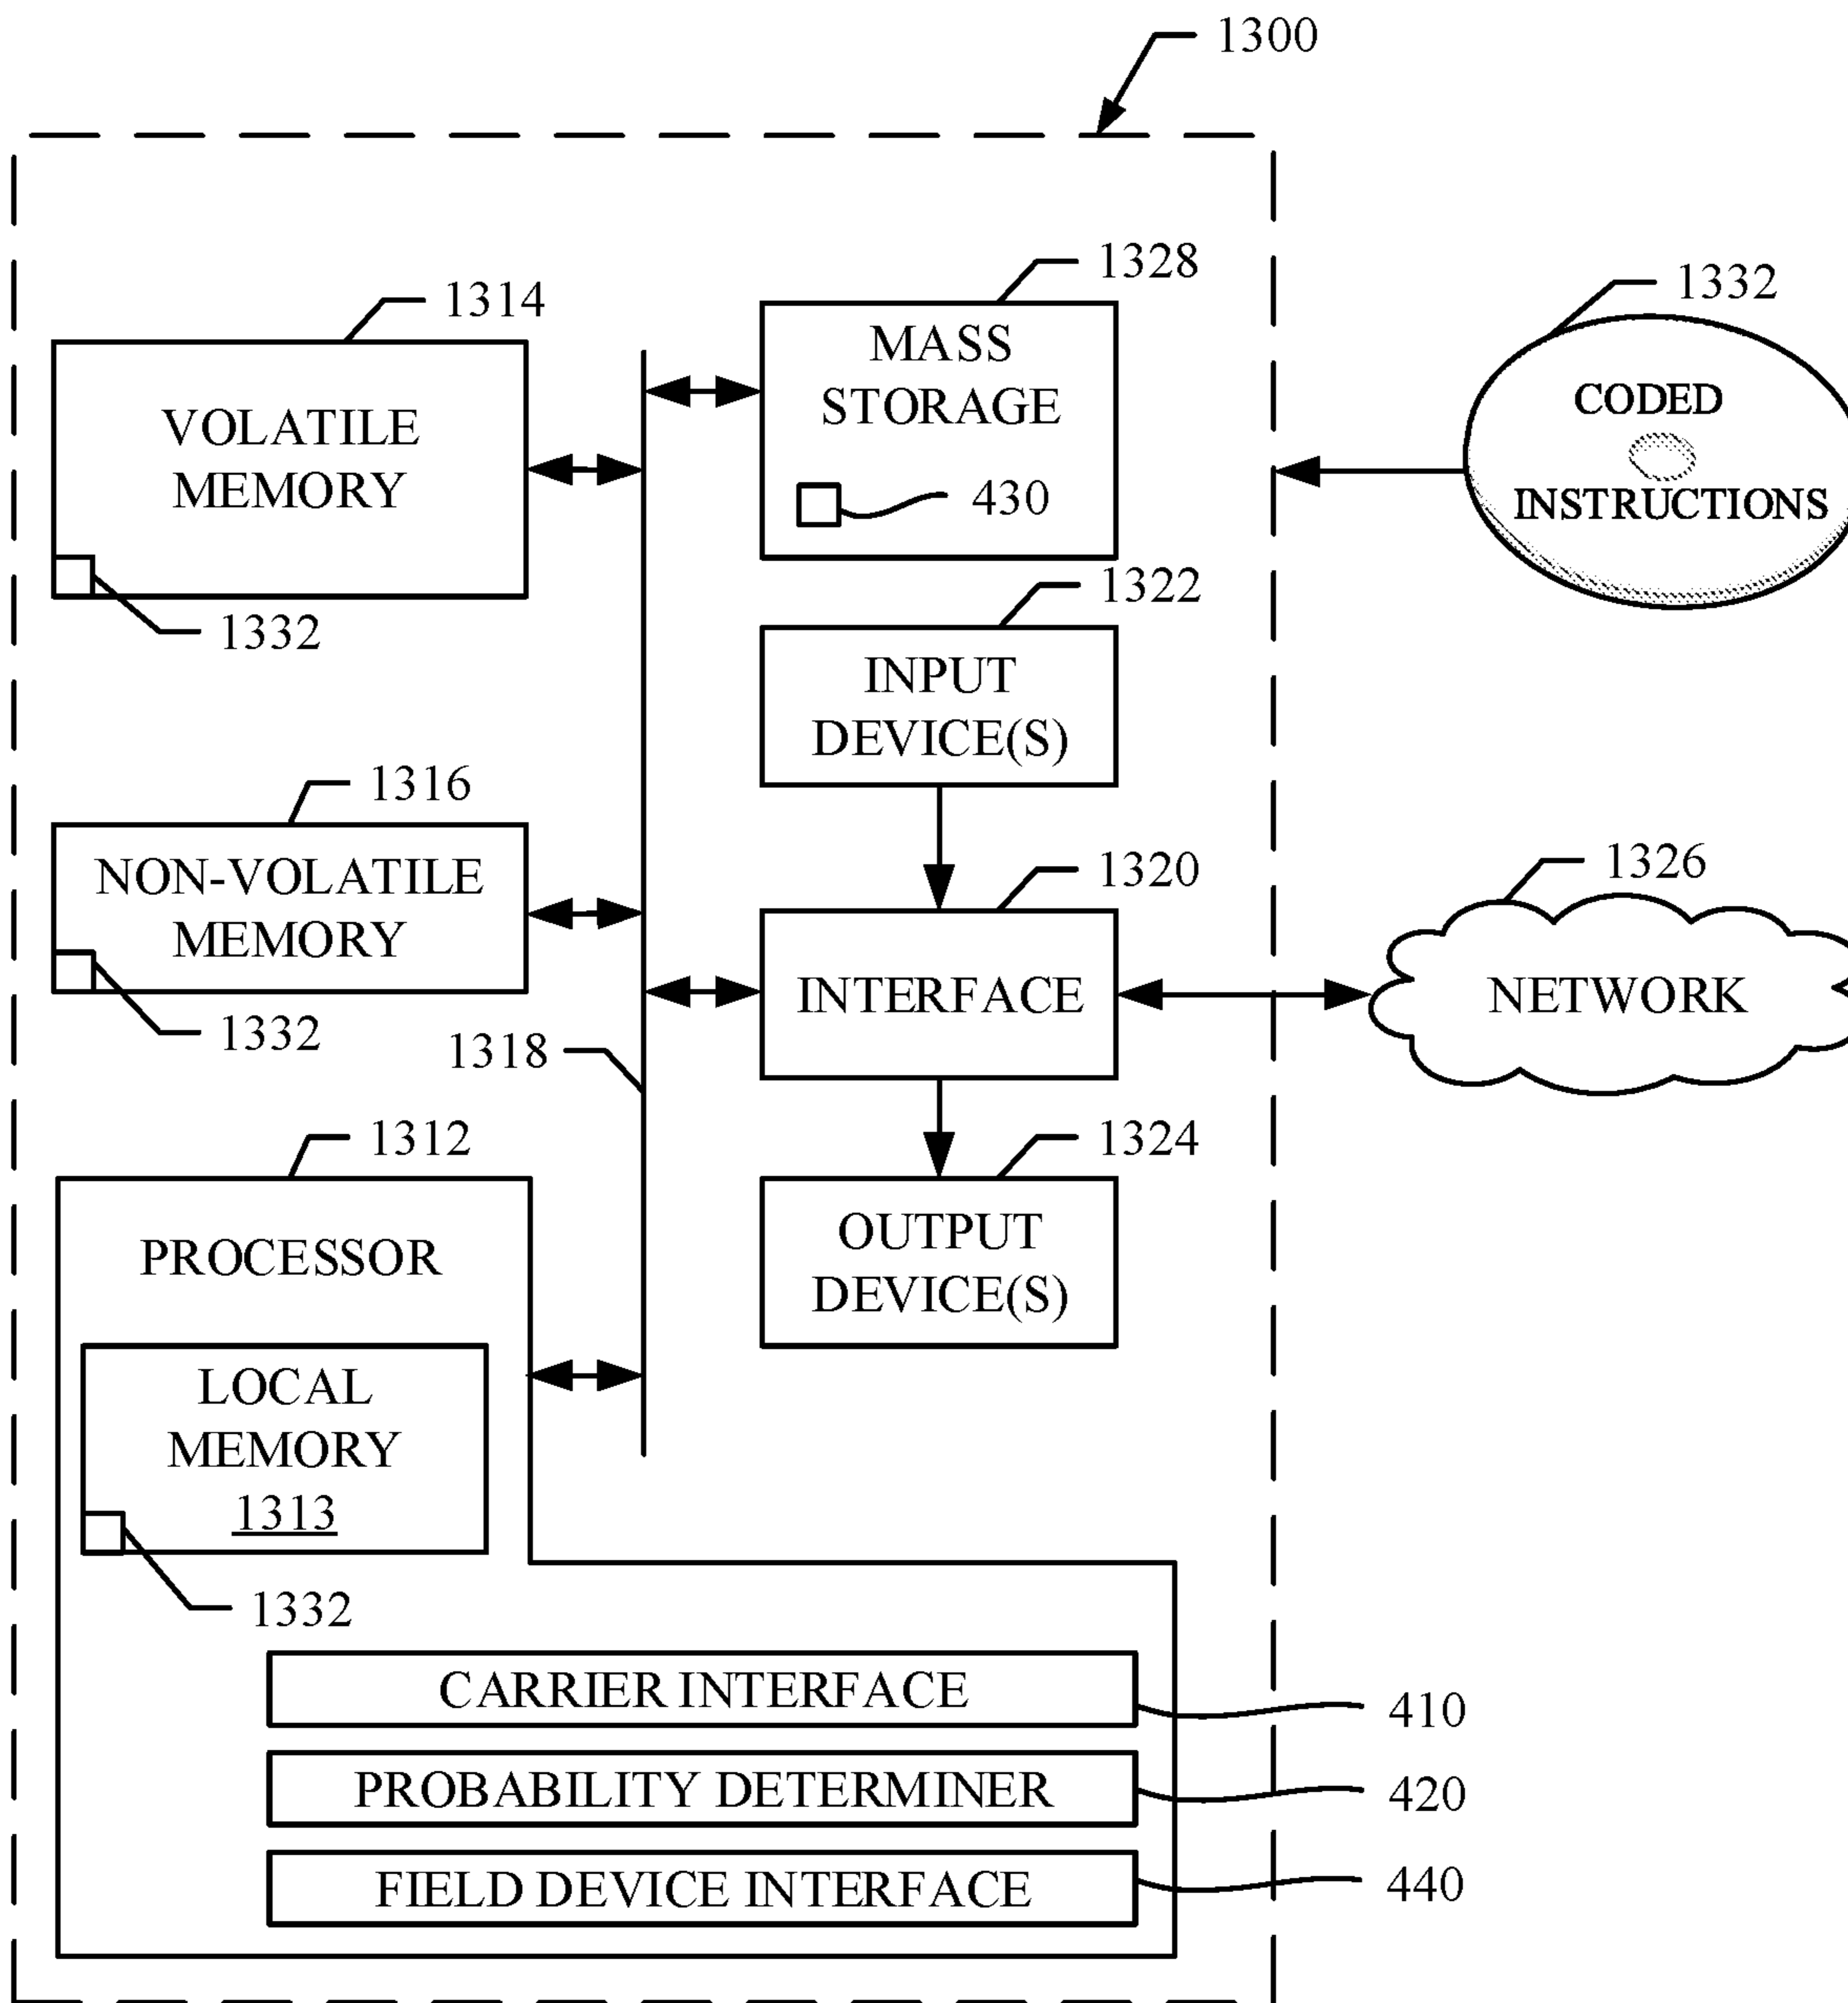 1300
1328
MASS
STORAGE
430
1332
CODED
INSTRUCTIONS
1314
VOLATILE
MEMORY
1332
1322
INPUT
DEVICE(S)
1316
NON-VOLATILE
MEMORY
1332
1320
INTERFACE
1326
NETWORK
1318
1324
OUTPUT
DEVICE(S)
1312
PROCESSOR
LOCAL
MEMORY
1313
1332
CARRIER INTERFACE
410
PROBABILITY DETERMINER
420
FIELD DEVICE INTERFACE
440